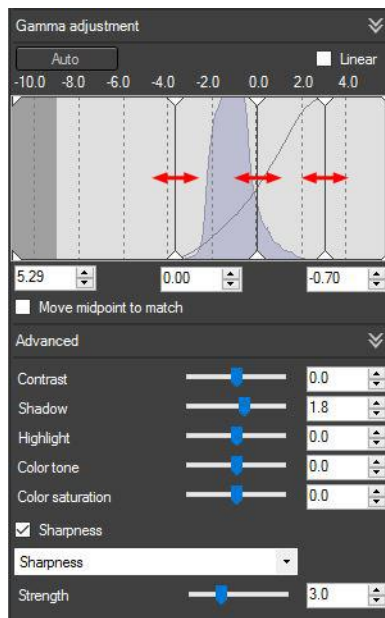 Gamma adjustment
Auto Linear
-10.0 -8.0 -6.0 -4.0 -2.0 0.0 2.0 4.0
5.29 0.00 -0.70
Move midpoint to match
Advanced
Contrast 0.0
Shadow 1.8
Highlight 0.0
Color tone 0.0
Color saturation 0.0
Sharpness
Sharpness
Strength 3.0